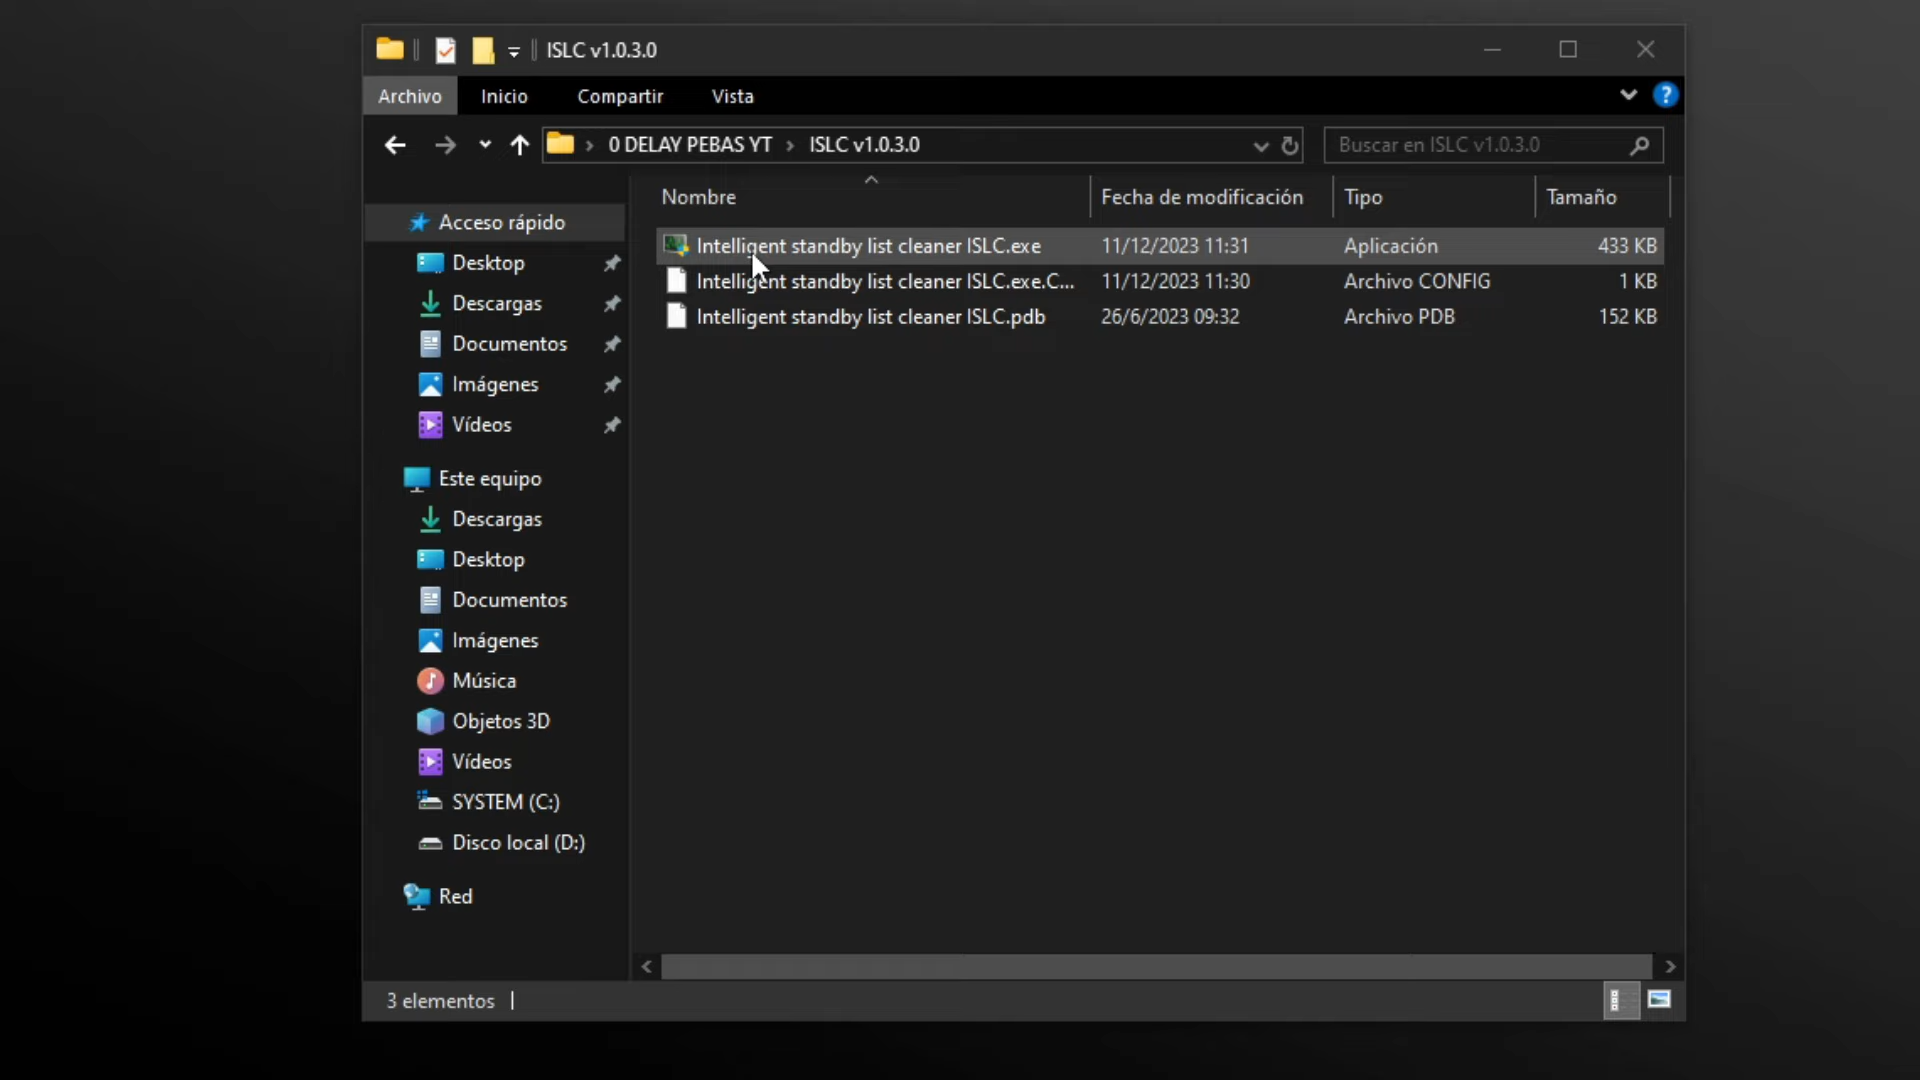 ISLC v1.0.3.0
Archivo Inicio Compartir Vista
0 DELAY PEBAS YT > ISLC v1.0.3.0 Buscar en ISLC v1.0.3.0
Nombre Fecha de modificación Tipo Tamaño
Intelligent standby list cleaner ISLC.exe 11/12/2023 11:31 Aplicación 433 KB
Intelligent standby list cleaner ISLC.exe.C... 11/12/2023 11:30 Archivo CONFIG 1 KB
Intelligent standby list cleaner ISLC.pdb 26/6/2023 09:32 Archivo PDB 152 KB
Acceso rápido
Desktop
Descargas
Documentos
Imágenes
Vídeos
Este equipo
Descargas
Desktop
Documentos
Imágenes
Música
Objetos 3D
Vídeos
SYSTEM (C:)
Disco local (D:)
Red
3 elementos